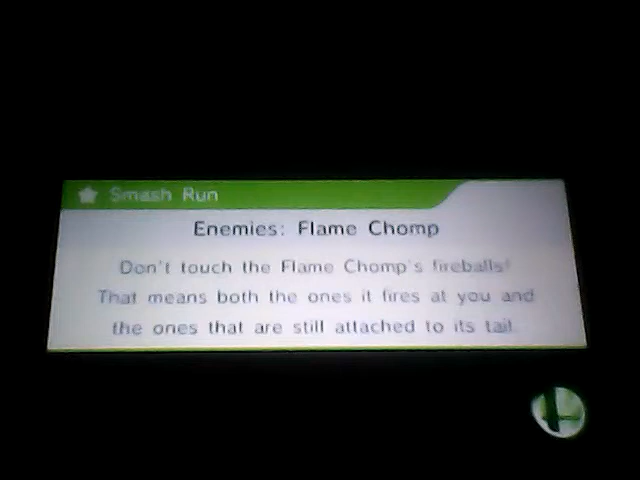 Smash Run
Enemies: Flame Chomp
Don't touch the Flame Chomp's fireballs!
That means both the ones it fires at you and
the ones that are still attached to its tail.